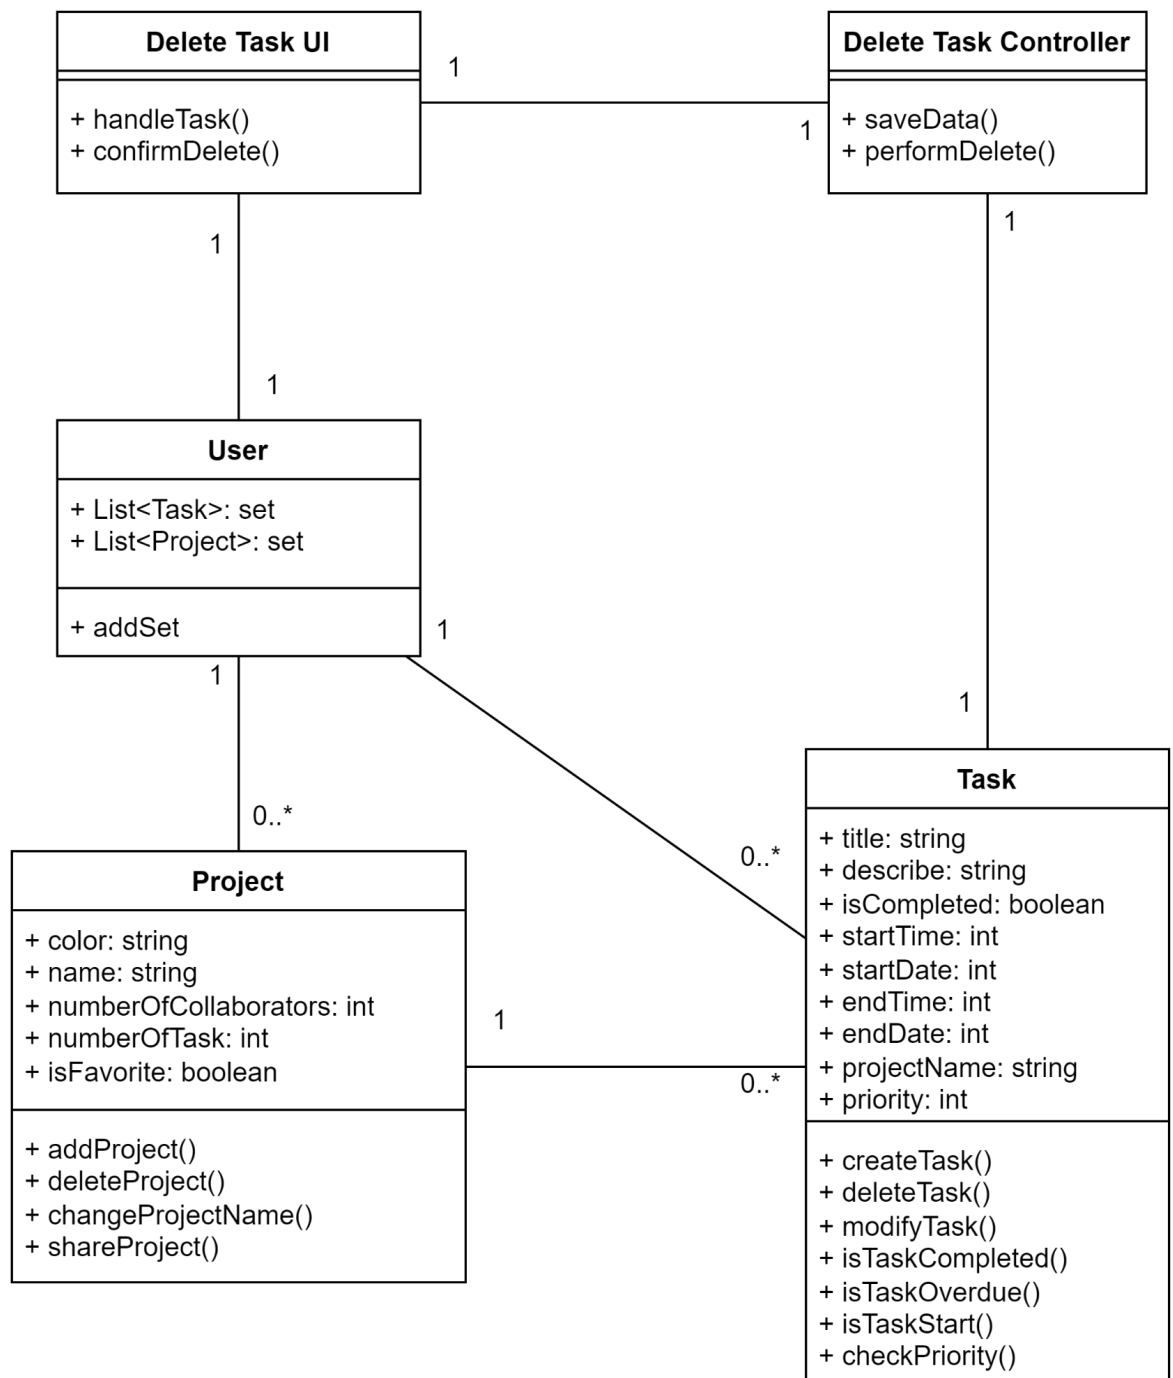 Delete Task UI
+ handleTask()
+ confirmDelete()
1
1
Delete Task Controller
+ saveData()
+ performDelete()
1
1
1
1
User
+ List<Task>: set
+ List<Project>: set
+ addSet
1
1
0..*
0..*
Project
+ color: string
+ name: string
+ numberOfCollaborators: int
+ numberOfTask: int
+ isFavorite: boolean
+ addProject()
+ deleteProject()
+ changeProjectName()
+ shareProject()
1
0..*
Task
+ title: string
+ describe: string
+ isCompleted: boolean
+ startTime: int
+ startDate: int
+ endTime: int
+ endDate: int
+ projectName: string
+ priority: int
+ createTask()
+ deleteTask()
+ modifyTask()
+ isTaskCompleted()
+ isTaskOverdue()
+ isTaskStart()
+ checkPriority()